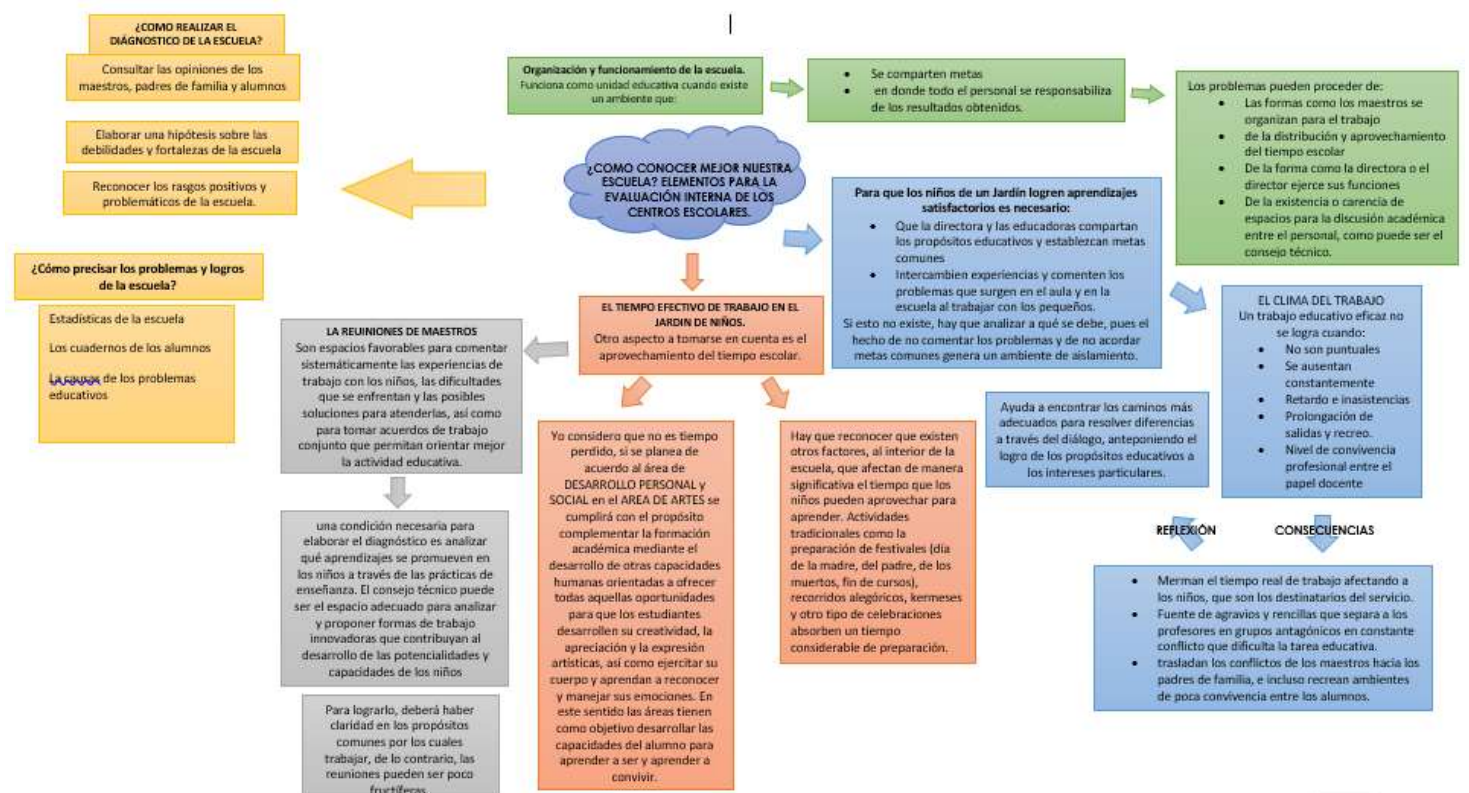 ¿COMO REALIZAR EL
DIÁGNOSTICO DE LA ESCUELA?
Consultar las opiniones de los
maestros, padres de familia y alumnos
Elaborar una hipótesis sobre las
debilidades y fortalezas de la escuela
Reconocer los rasgos positivos y
problemáticos de la escuela.
¿Cómo precisar los problemas y logros
de la escuela?
Estadísticas de la escuela
Los cuadernos de los alumnos
La causas de los problemas
educativos
Organización y funcionamiento de la escuela.
Funciona como unidad educativa cuando existe
un ambiente que:
• Se comparten metas
• en donde todo el personal se responsabiliza
de los resultados obtenidos.
Los problemas pueden proceder de:
• Las formas como los maestros se
organizan para el trabajo
• de la distribución y aprovechamiento
del tiempo escolar
• De la forma como la directora o el
director ejerce sus funciones
• De la existencia o carencia de
espacios para la discusión académica
entre el personal, como puede ser el
consejo técnico.
¿COMO CONOCER MEJOR NUESTRA
ESCUELA? ELEMENTOS PARA LA
EVALUACIÓN INTERNA DE LOS
CENTROS ESCOLARES.
Para que los niños de un Jardín logren aprendizajes
satisfactorios es necesario:
• Que la directora y las educadoras compartan
los propósitos educativos y establezcan metas
comunes
• Intercambien experiencias y comenten los
problemas que surgen en el aula y en la
escuela al trabajar con los pequeños.
Si esto no existe, hay que analizar a qué se debe, pues el
hecho de no comentar los problemas y de no acordar
metas comunes genera un ambiente de aislamiento.
EL CLIMA DEL TRABAJO
Un trabajo educativo eficaz no
se logra cuando:
• No son puntuales
• Se ausentan
constantemente
• Retardo e inasistencias
• Prolongación de
salidas y recreo.
• Nivel de convivencia
profesional entre el
papel docente
Ayuda a encontrar los caminos más
adecuados para resolver diferencias
a través del diálogo, anteponiendo el
logro de los propósitos educativos a
los intereses particulares.
REFLEXIÓN
CONSECUENCIAS
• Merman el tiempo real de trabajo afectando a
los niños, que son los destinatarios del servicio.
• Fuente de agravios y rencillas que separa a los
profesores en grupos antagónicos en constante
conflicto que dificulta la tarea educativa.
• trasladan los conflictos de los maestros hacia los
padres de familia, e incluso recrean ambientes
de poca convivencia entre los alumnos.
EL TIEMPO EFECTIVO DE TRABAJO EN EL
JARDIN DE NIÑOS.
Otro aspecto a tomarse en cuenta es el
aprovechamiento del tiempo escolar.
LA REUINIONES DE MAESTROS
Son espacios favorables para comentar
sistemáticamente las experiencias de
trabajo con los niños, las dificultades
que se enfrentan y las posibles
soluciones para atenderlas, así como
para tomar acuerdos de trabajo
conjunto que permitan orientar mejor
la actividad educativa.
una condición necesaria para
elaborar el diagnóstico es analizar
qué aprendizajes se promueven en
los niños a través de las prácticas de
enseñanza. El consejo técnico puede
ser el espacio adecuado para analizar
y proponer formas de trabajo
innovadoras que contribuyan al
desarrollo de las potencialidades y
capacidades de los niños
Para lograrlo, deberá haber
claridad en los propósitos
comunes por los cuales
trabajar, de lo contrario, las
reuniones pueden ser poco
fructíferas
Yo considero que no es tiempo
perdido, si se planea de
acuerdo al área de
DESARROLLO PERSONAL y
SOCIAL en el AREA DE ARTES se
cumplirá con el propósito
complementar la formación
académica mediante el
desarrollo de otras capacidades
humanas orientadas a ofrecer
todas aquellas oportunidades
para que los estudiantes
desarrollen su creatividad, la
apreciación y la expresión
artísticas, así como ejercitar su
cuerpo y aprendan a reconocer
y manejar sus emociones. En
este sentido las áreas tienen
como objetivo desarrollar las
capacidades del alumno para
aprender a ser y aprender a
convivir.
Hay que reconocer que existen
otros factores, al interior de la
escuela, que afectan de manera
significativa el tiempo que los
niños pueden aprovechar para
aprender. Actividades
tradicionales como la
preparación de festivales (día
de la madre, del padre, de los
muertos, fin de cursos),
recorridos alegóricos, kermeses
y otro tipo de celebraciones
absorben un tiempo
considerable de preparación.